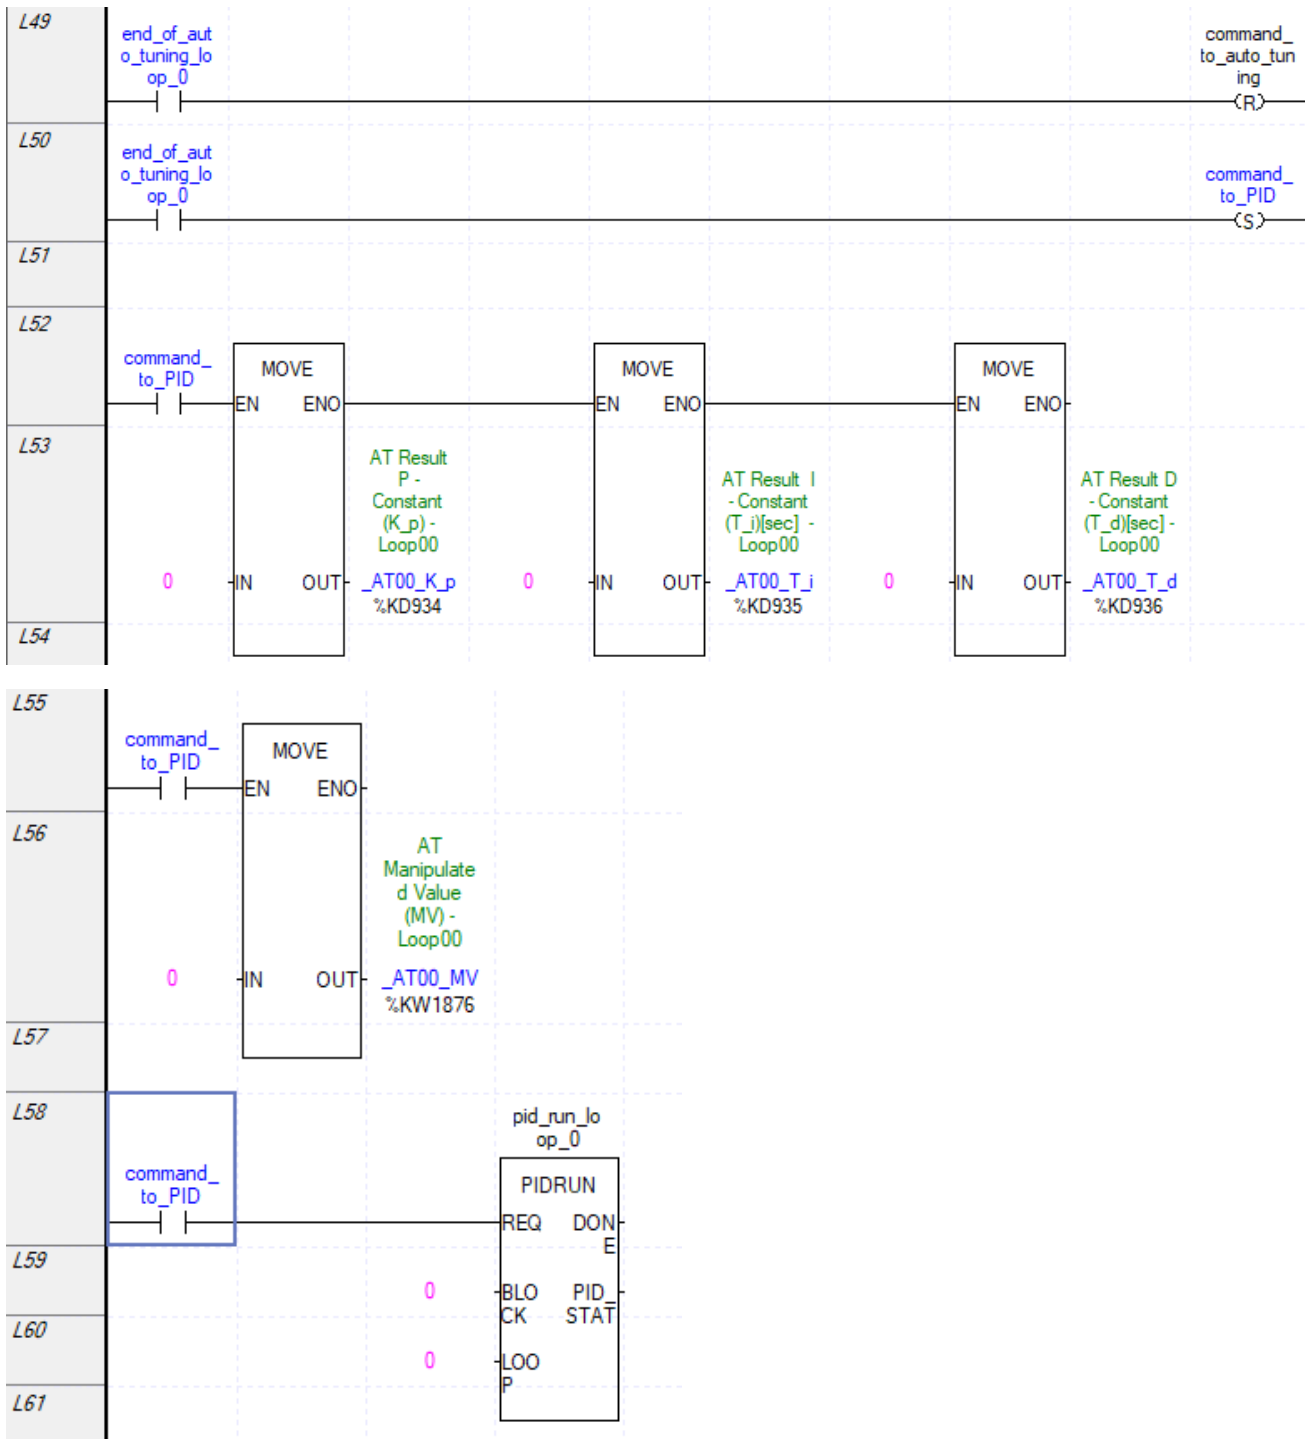 L49
end_of_aut
o_tuning_lo
op_0
command_
to_auto_tun
ing
(R)
L50
end_of_aut
o_tuning_lo
op_0
command_
to_PID
(S)
L51
L52
command_
to_PID
MOVE
EN ENO
MOVE
EN ENO
MOVE
EN ENO
L53
AT Result
P -
Constant
(K_p) -
Loop00
AT Result I
- Constant
(T_i)[sec] -
Loop00
AT Result D
- Constant
(T_d)[sec] -
Loop00
0
IN OUT
_AT00_K_p
%KD934
0
IN OUT
_AT00_T_i
%KD935
0
IN OUT
_AT00_T_d
%KD936
L54
L55
command_
to_PID
MOVE
EN ENO
L56
AT
Manipulate
d Value
(MV) -
Loop00
0
IN OUT
_AT00_MV
%KW1876
L57
L58
pid_run_lo
op_0
command_
to_PID
PIDRUN
REQ DON
E
L59
0
BLO PID_
CK STAT
L60
0
LOO
P
L61